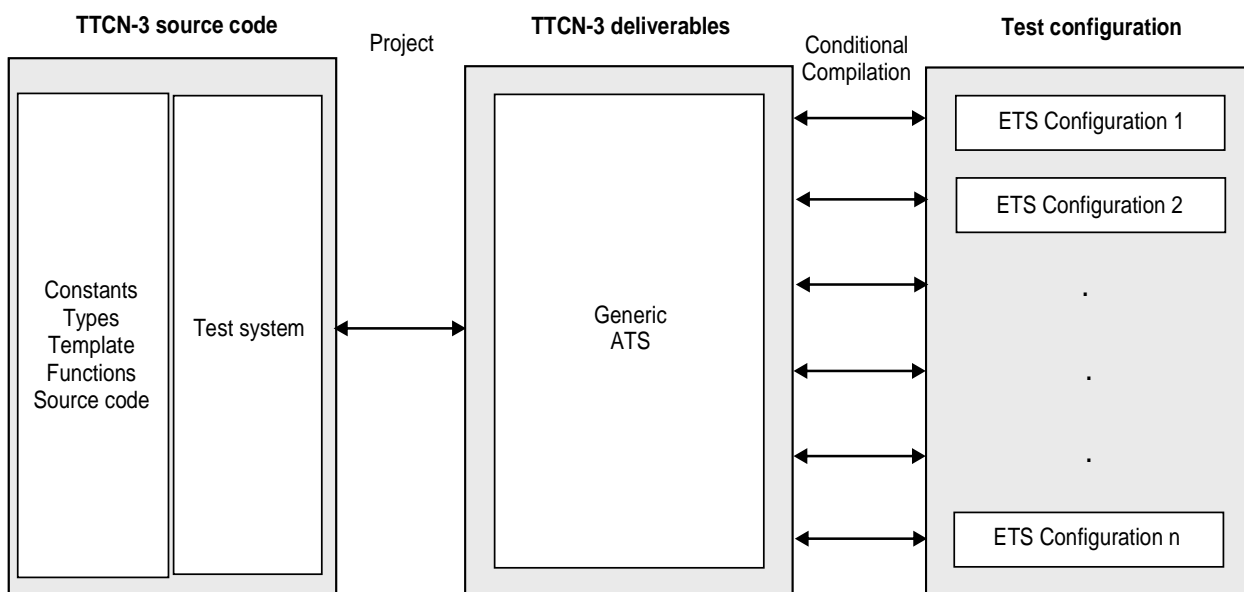 TTCN-3 source code
Project
TTCN-3 deliverables
Conditional
Compilation
Test configuration
Constants
Types
Template
Functions
Source code
Test system
Generic
ATS
ETS Configuration 1
ETS Configuration 2
.
.
.
ETS Configuration n